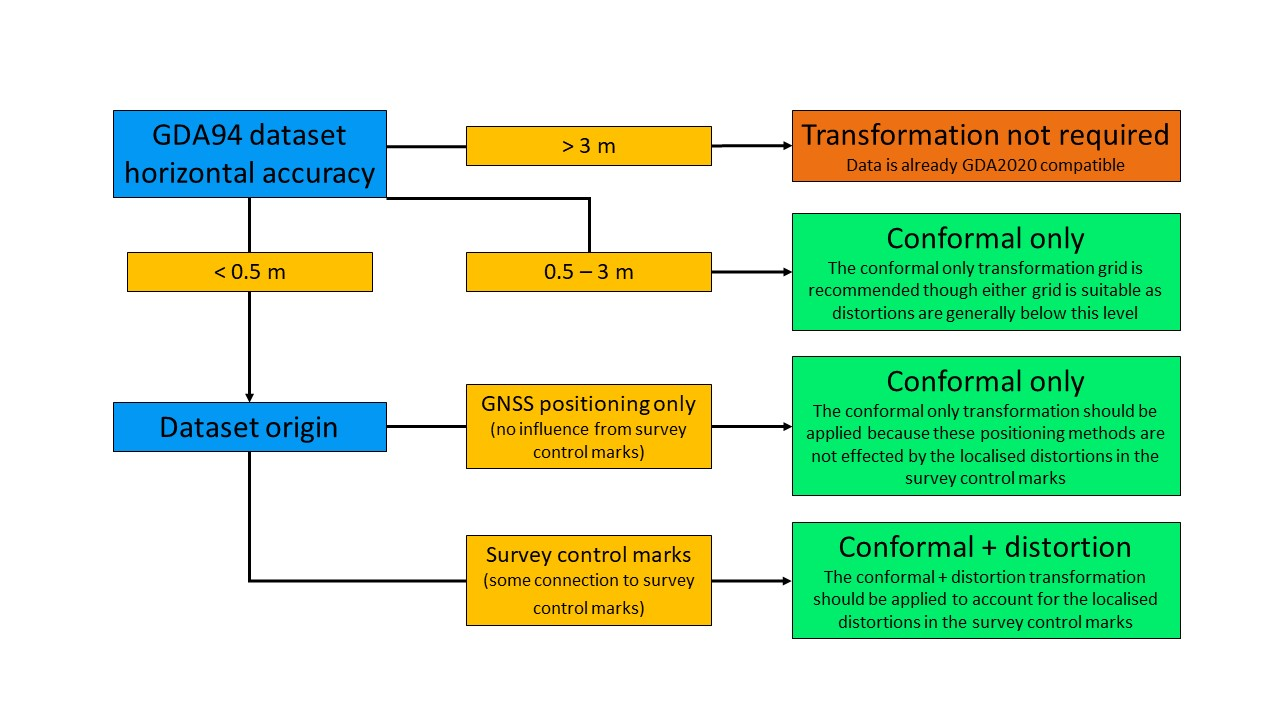 GDA94 dataset
horizontal accuracy
> 3 m
Transformation not required
Data is already GDA2020 compatible
< 0.5 m
0.5 – 3 m
Conformal only
The conformal only transformation grid is
recommended though either grid is suitable as
distortions are generally below this level
Dataset origin
GNSS positioning only
(no influence from survey
control marks)
Conformal only
The conformal only transformation should be
applied because these positioning methods are
not effected by the localised distortions in the
survey control marks
Survey control marks
(some connection to survey
control marks)
Conformal + distortion
The conformal + distortion transformation
should be applied to account for the localised
distortions in the survey control marks